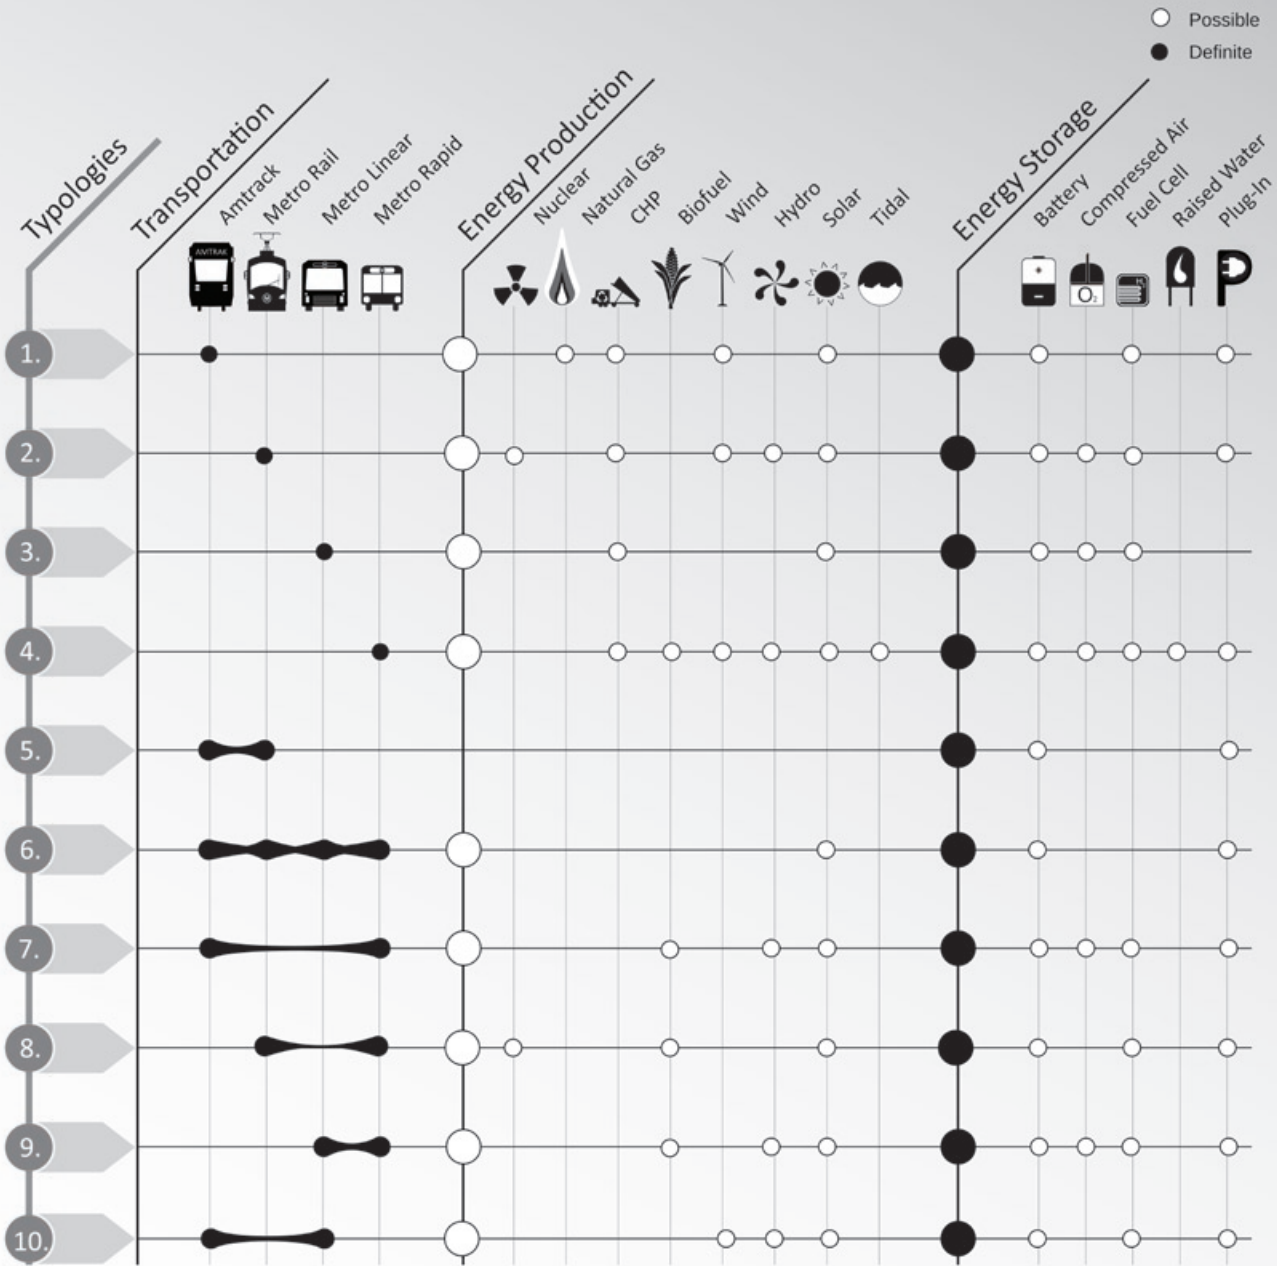 Possible
Definite
Typologies
Transportation
Amtrack
Metro Rail
Metro Linear
Metro Rapid
Energy Production
Nuclear
Natural Gas
CHP
Biofuel
Wind
Hydro
Solar
Tidal
Energy Storage
Battery
Compressed Air
Fuel Cell
Raised Water
Plug-In
AMTRAK
M
+
-
O₂
H₂
P
1.
2.
3.
4.
5.
6.
7.
8.
9.
10.